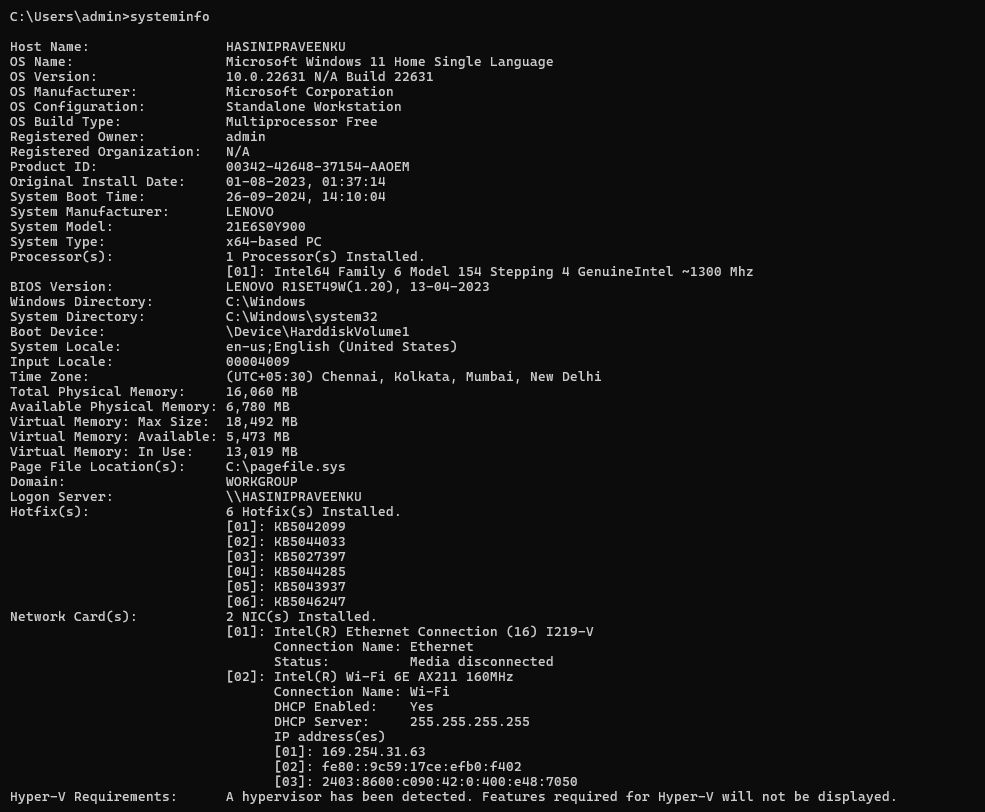 C:\Users\admin>systeminfo
Host Name:                 HASINIPRAVEENKU
OS Name:                   Microsoft Windows 11 Home Single Language
OS Version:                10.0.22631 N/A Build 22631
OS Manufacturer:           Microsoft Corporation
OS Configuration:          Standalone Workstation
OS Build Type:             Multiprocessor Free
Registered Owner:          admin
Registered Organization:   N/A
Product ID:                00342-42648-37154-AAOEM
Original Install Date:     01-08-2023, 01:37:14
System Boot Time:          26-09-2024, 14:10:04
System Manufacturer:       LENOVO
System Model:              21E6S0Y900
System Type:               x64-based PC
Processor(s):              1 Processor(s) Installed.
                           [01]: Intel64 Family 6 Model 154 Stepping 4 GenuineIntel ~1300 Mhz
BIOS Version:              LENOVO R1SET49W(1.20), 13-04-2023
Windows Directory:         C:\Windows
System Directory:          C:\Windows\system32
Boot Device:               \Device\HarddiskVolume1
System Locale:             en-us;English (United States)
Input Locale:              00004009
Time Zone:                 (UTC+05:30) Chennai, Kolkata, Mumbai, New Delhi
Total Physical Memory:     16,060 MB
Available Physical Memory: 6,780 MB
Virtual Memory: Max Size:  18,492 MB
Virtual Memory: Available: 5,473 MB
Virtual Memory: In Use:    13,019 MB
Page File Location(s):     C:\pagefile.sys
Domain:                    WORKGROUP
Logon Server:              \\HASINIPRAVEENKU
Hotfix(s):                 6 Hotfix(s) Installed.
                           [01]: KB5042099
                           [02]: KB5044033
                           [03]: KB5027397
                           [04]: KB5044285
                           [05]: KB5043937
                           [06]: KB5046247
Network Card(s):           2 NIC(s) Installed.
                           [01]: Intel(R) Ethernet Connection (16) I219-V
                                 Connection Name: Ethernet
                                 Status:          Media disconnected
                           [02]: Intel(R) Wi-Fi 6E AX211 160MHz
                                 Connection Name: Wi-Fi
                                 DHCP Enabled:    Yes
                                 DHCP Server:     255.255.255.255
                                 IP address(es)
                                 [01]: 169.254.31.63
                                 [02]: fe80::9c59:17ce:efb0:f402
                                 [03]: 2403:8600:c090:42:0:400:e48:7050
Hyper-V Requirements:      A hypervisor has been detected. Features required for Hyper-V will not be displayed.